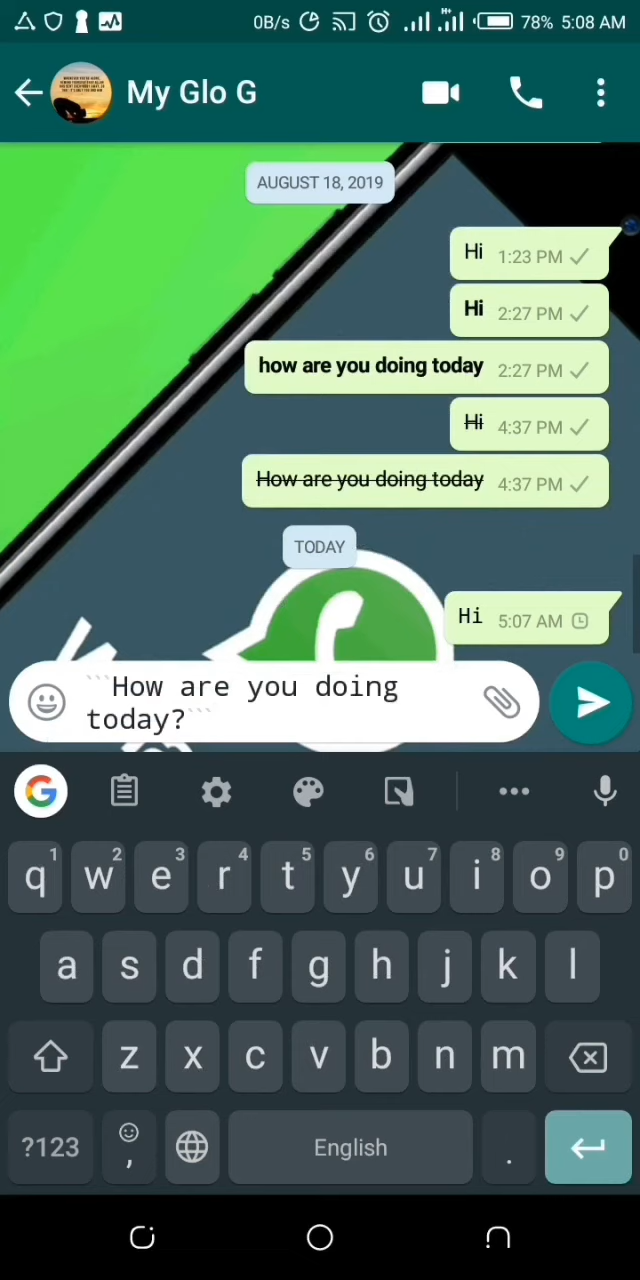 0B/s H+ 78% 5:08 AM
My Glo G
AUGUST 18, 2019
Hi 1:23 PM
Hi 2:27 PM
how are you doing today 2:27 PM
Hi 4:37 PM
How are you doing today 4:37 PM
TODAY
Hi 5:07 AM
```How are you doing
today?```
G
q1 w2 e3 r4 t5 y6 u7 i8 o9 p0
a s d f g h j k l
z x c v b n m
?123 , English .